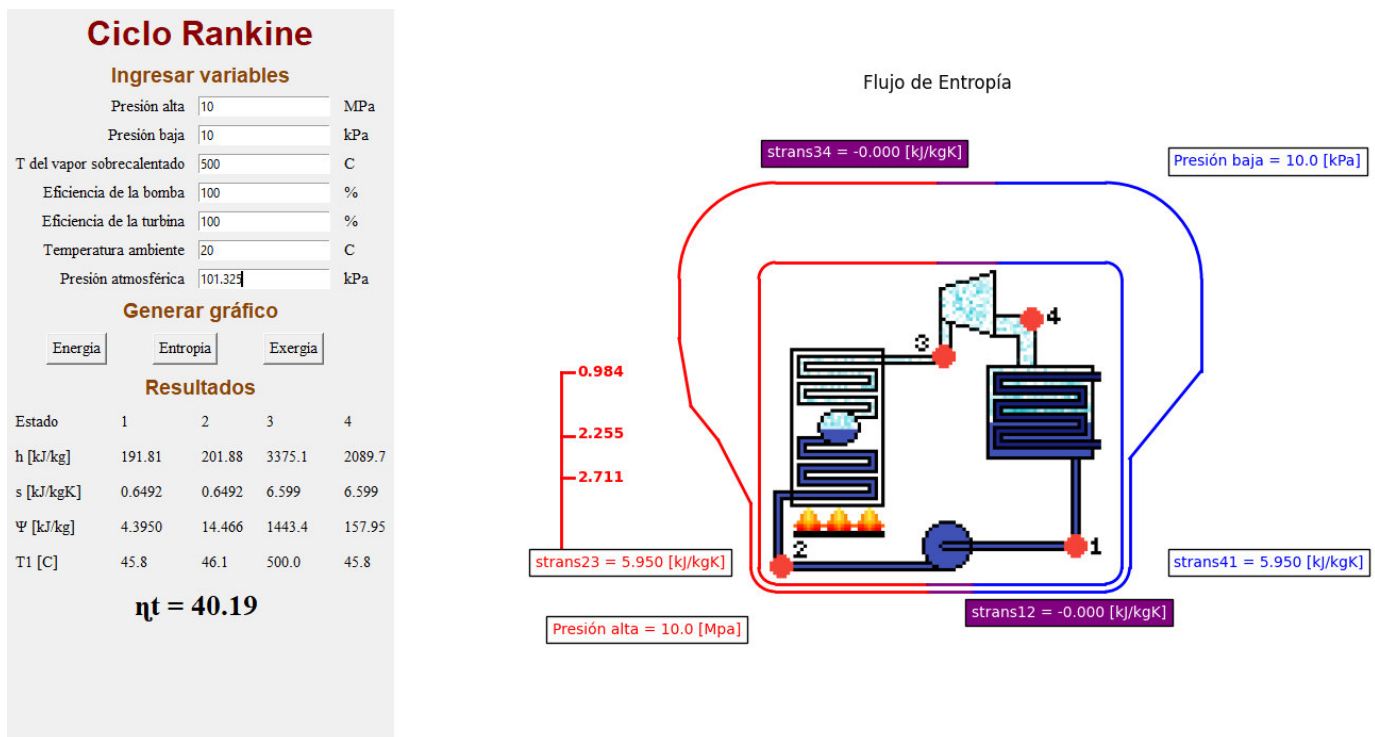 Ciclo Rankine
Ingresar variables
Presión alta 10 MPa
Presión baja 10 kPa
T del vapor sobrecalentado 500 C
Eficiencia de la bomba 100 %
Eficiencia de la turbina 100 %
Temperatura ambiente 20 C
Presión atmosférica 101.325 kPa
Generar gráfico
Energia Entropia Exergia
Resultados
Estado 1 2 3 4
h [kJ/kg] 191.81 201.88 3375.1 2089.7
s [kJ/kgK] 0.6492 0.6492 6.599 6.599
Ψ [kJ/kg] 4.3950 14.466 1443.4 157.95
T1 [C] 45.8 46.1 500.0 45.8
ηt = 40.19
Flujo de Entropía
strans34 = -0.000 [kJ/kgK]
Presión baja = 10.0 [kPa]
4
3
0.984
2.255
2.711
2
1
strans23 = 5.950 [kJ/kgK]
strans41 = 5.950 [kJ/kgK]
strans12 = -0.000 [kJ/kgK]
Presión alta = 10.0 [Mpa]